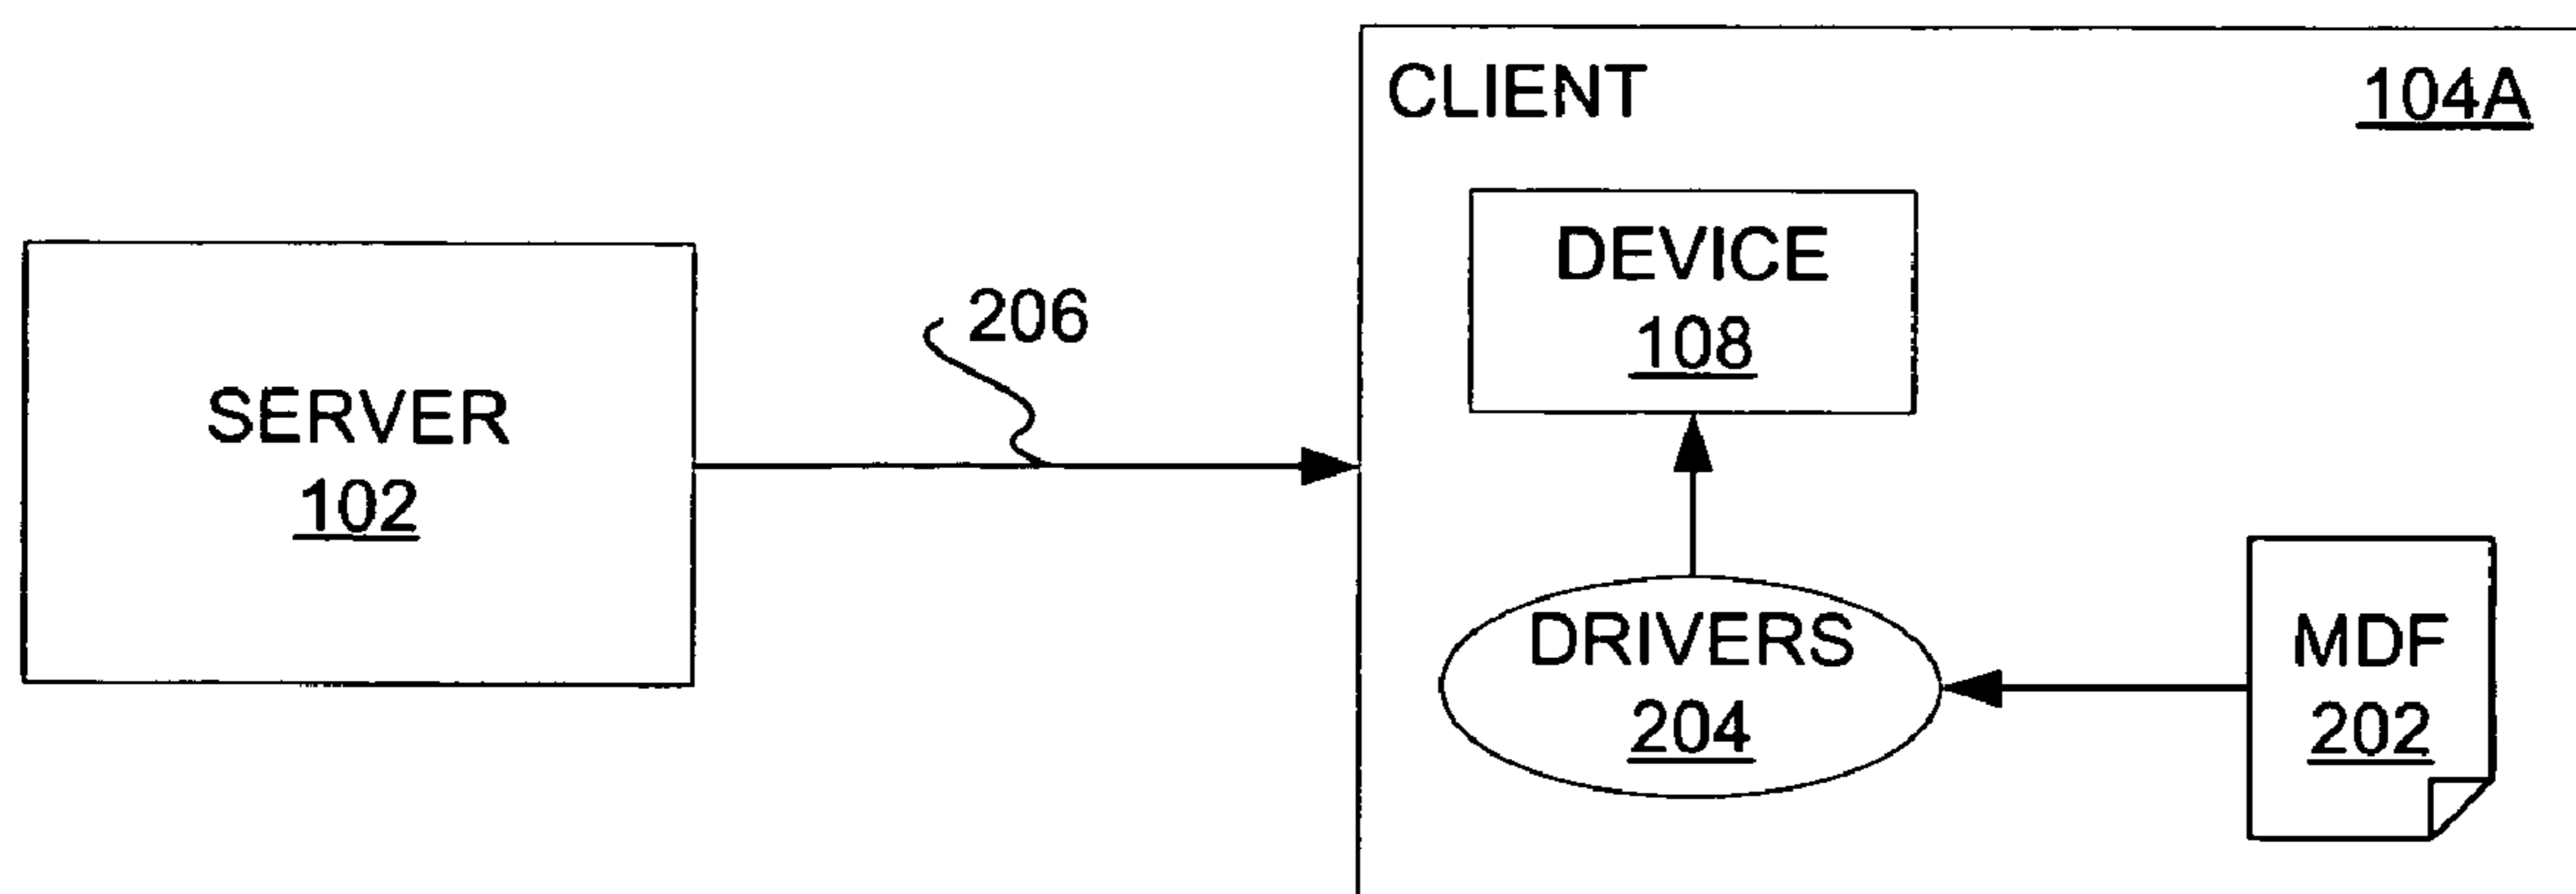 CLIENT
104A
DEVICE
108
206
SERVER
102
DRIVERS
204
MDF
202